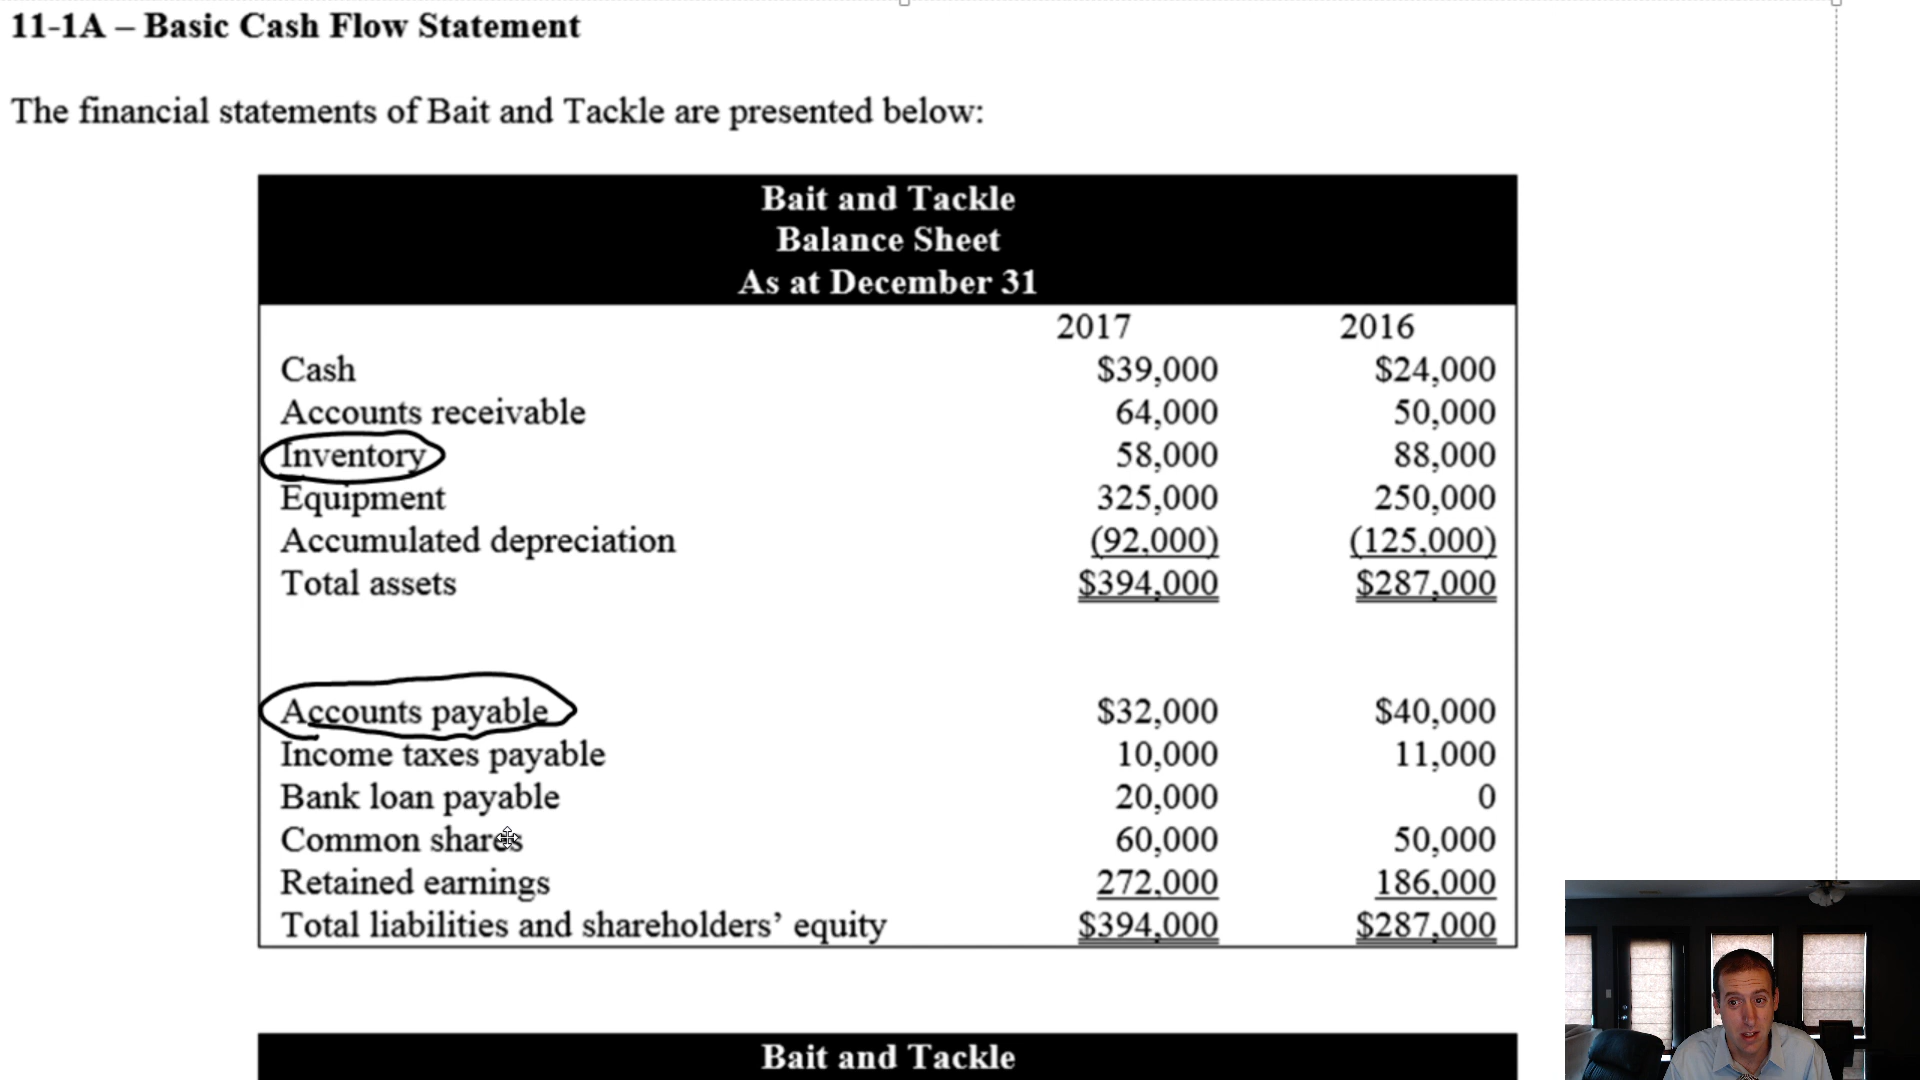 11-1A – Basic Cash Flow Statement
The financial statements of Bait and Tackle are presented below:
Bait and Tackle
Balance Sheet
As at December 31
2017 2016
Cash $39,000 $24,000
Accounts receivable 64,000 50,000
Inventory 58,000 88,000
Equipment 325,000 250,000
Accumulated depreciation (92,000) (125,000)
Total assets $394,000 $287,000
Accounts payable $32,000 $40,000
Income taxes payable 10,000 11,000
Bank loan payable 20,000 0
Common shares 60,000 50,000
Retained earnings 272,000 186,000
Total liabilities and shareholders’ equity $394,000 $287,000
Bait and Tackle